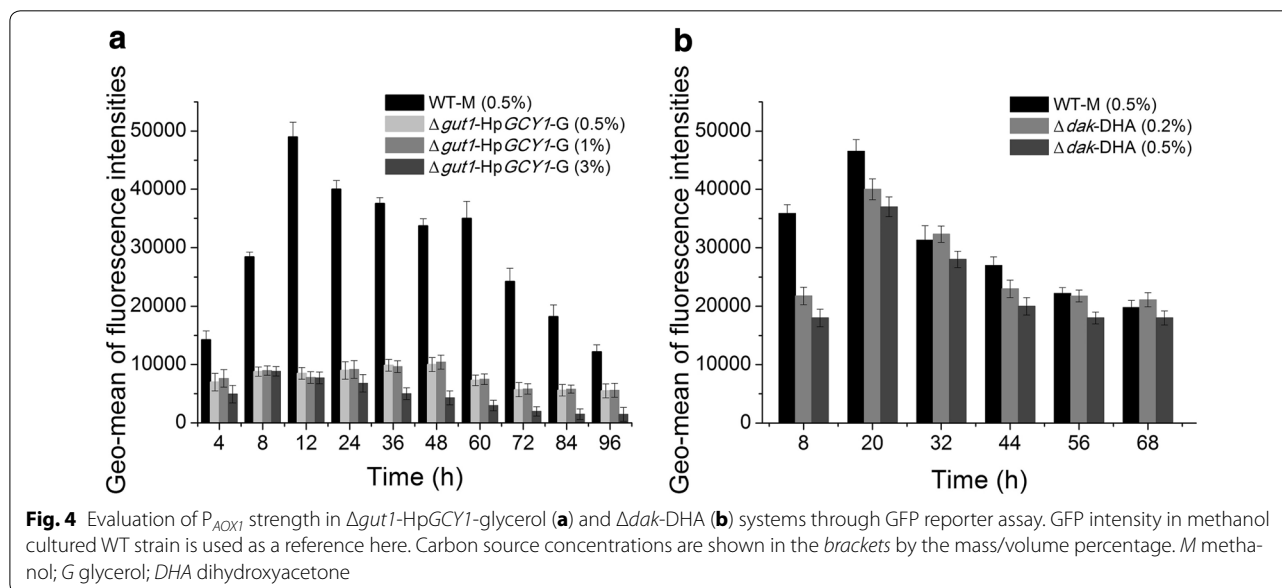 a
Geo-mean of fluorescence intensities
50000
40000
30000
20000
10000
0
WT-M (0.5%)
Δgut1-HpGCY1-G (0.5%)
Δgut1-HpGCY1-G (1%)
Δgut1-HpGCY1-G (3%)
4 8 12 24 36 48 60 72 84 96
Time (h)
b
Geo-mean of fluorescence intensities
50000
40000
30000
20000
10000
0
WT-M (0.5%)
Δdak-DHA (0.2%)
Δdak-DHA (0.5%)
8 20 32 44 56 68
Time (h)
Fig. 4 Evaluation of PAOX1 strength in Δgut1-HpGCY1-glycerol (a) and Δdak-DHA (b) systems through GFP reporter assay. GFP intensity in methanol
cultured WT strain is used as a reference here. Carbon source concentrations are shown in the brackets by the mass/volume percentage. M metha-
nol; G glycerol; DHA dihydroxyacetone